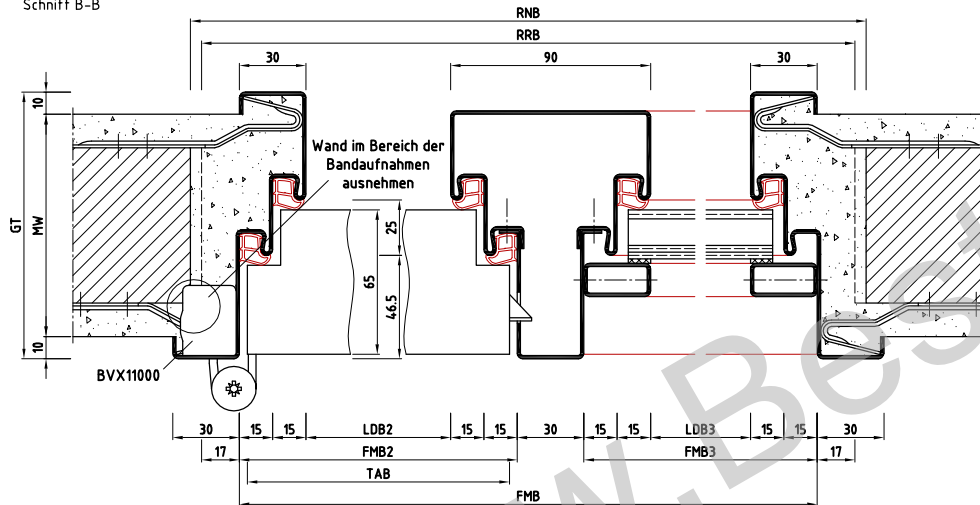 Schnitt B-B
RNB
RRB
30
90
30
10
Wand im Bereich der
Bandaufnahmen
ausnehmen
GT
MW
25
65
46.5
10
BVX11000
30
15
15
LDB2
15
15
30
15
15
LDB3
15
15
30
17
FMB2
FMB3
17
TAB
FMB